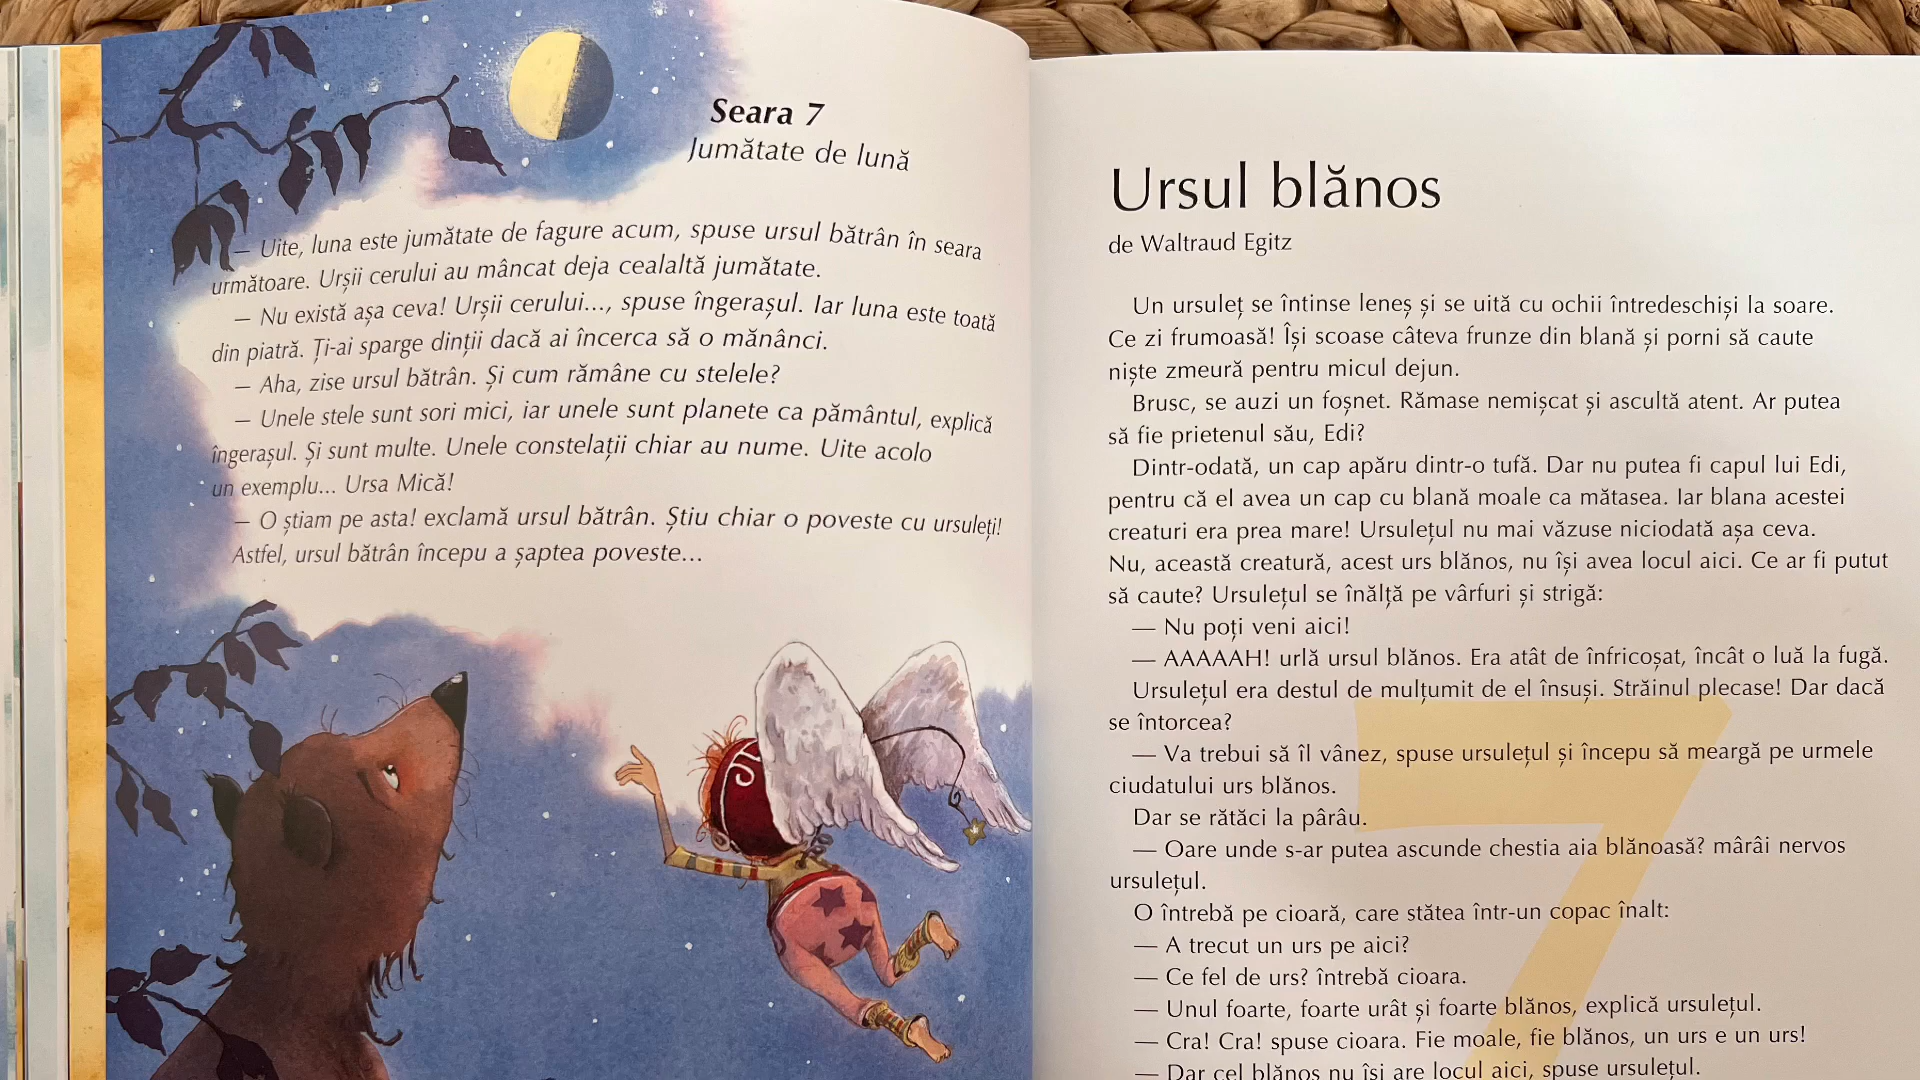 Seara 7
Jumătate de lună
— Uite, luna este jumătate de fagure acum, spuse ursul bătrân în seara
următoare. Urșii cerului au mâncat deja cealaltă jumătate.
— Nu există așa ceva! Urșii cerului..., spuse îngerașul. Iar luna este toată
din piatră. Ți-ai sparge dinții dacă ai încerca să o mănânci.
— Aha, zise ursul bătrân. Și cum rămâne cu stelele?
— Unele stele sunt sori mici, iar unele sunt planete ca pământul, explică
îngerașul. Și sunt multe. Unele constelații chiar au nume. Uite acolo
un exemplu... Ursa Mică!
— O știam pe asta! exclamă ursul bătrân. Știu chiar o poveste cu ursuleți!
Astfel, ursul bătrân începu a șaptea poveste...
Ursul blănos
de Waltraud Egitz
Un ursuleț se întinse leneș și se uită cu ochii întredeschiși la soare.
Ce zi frumoasă! Își scoase câteva frunze din blană și porni să caute
niște zmeură pentru micul dejun.
Brusc, se auzi un foșnet. Rămase nemișcat și ascultă atent. Ar putea
să fie prietenul său, Edi?
Dintr-odată, un cap apăru dintr-o tufă. Dar nu putea fi capul lui Edi,
pentru că el avea un cap cu blană moale ca mătasea. Iar blana acestei
creaturi era prea mare! Ursulețul nu mai văzuse niciodată așa ceva.
Nu, această creatură, acest urs blănos, nu își avea locul aici. Ce ar fi putut
să caute? Ursulețul se înălță pe vârfuri și strigă:
— Nu poți veni aici!
— AAAAAH! urlă ursul blănos. Era atât de înfricoșat, încât o luă la fugă.
Ursulețul era destul de mulțumit de el însuși. Străinul plecase! Dar dacă
se întorcea?
— Va trebui să îl vânez, spuse ursulețul și începu să meargă pe urmele
ciudatului urs blănos.
Dar se rătăci la pârâu.
— Oare unde s-ar putea ascunde chestia aia blănoasă? mârâi nervos
ursulețul.
O întrebă pe cioară, care stătea într-un copac înalt:
— A trecut un urs pe aici?
— Ce fel de urs? întrebă cioara.
— Unul foarte, foarte urât și foarte blănos, explică ursulețul.
— Cra! Cra! spuse cioara. Fie moale, fie blănos, un urs e un urs!
— Dar cel blănos nu își are locul aici, spuse ursulețul.
7